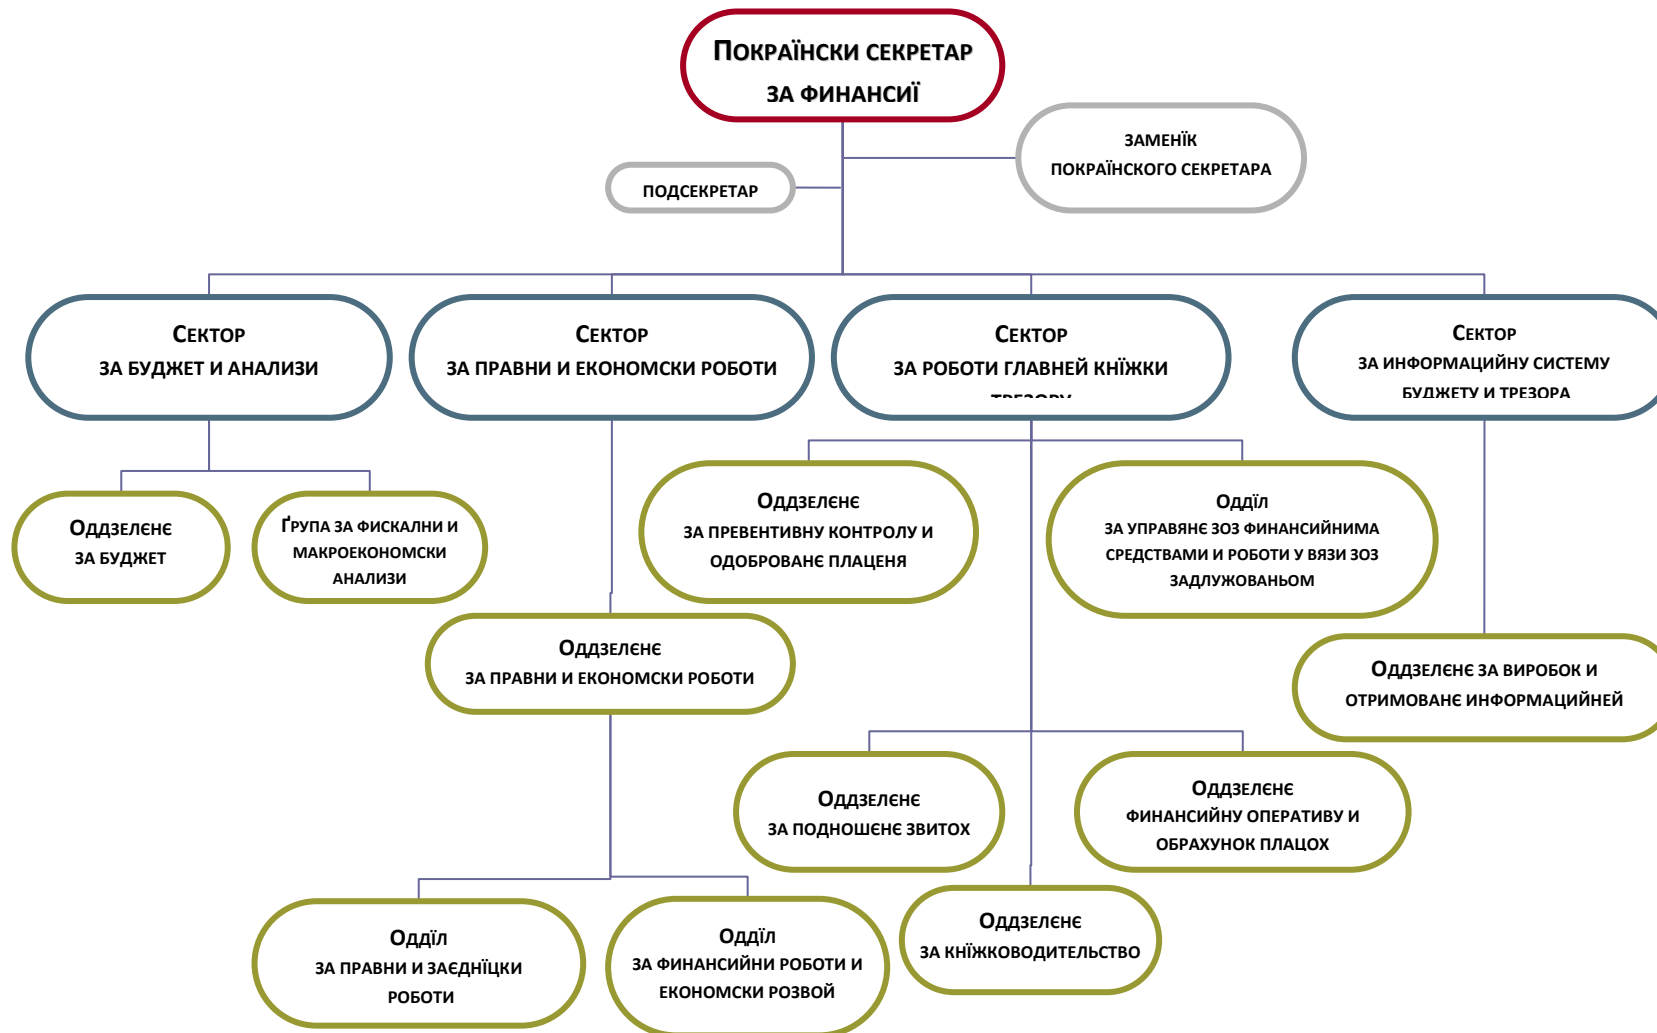 ПОКРАЇНСКИ СЕКРЕТАР
ЗА ФИНАНСИЇ
ЗАМЕНЇК
ПОКРАЇНСКОГО СЕКРЕТАРА
ПОДСЕКРЕТАР
СЕКТОР
ЗА БУДЖЕТ И АНАЛИЗИ
СЕКТОР
ЗА ПРАВНИ И ЕКОНОМСКИ РОБОТИ
СЕКТОР
ЗА РОБОТИ ГЛАВНЕЙ КНЇЖКИ
ТРЕЗОРУ
СЕКТОР
ЗА ИНФОРМАЦИЙНУ СИСТЕМУ
БУДЖЕТУ И ТРЕЗОРА
ОДДЗЕЛЄНЄ
ЗА БУДЖЕТ
ҐРУПА ЗА ФИСКАЛНИ И
МАКРОЕКОНОМСКИ
АНАЛИЗИ
ОДДЗЕЛЄНЄ
ЗА ПРЕВЕНТИВНУ КОНТРОЛУ И
ОДОБРОВАНЄ ПЛАЦЕНЯ
ОДДЇЛ
ЗА УПРАВЯНЄ ЗОЗ ФИНАНСИЙНИМА
СРЕДСТВАМИ И РОБОТИ У ВЯЗИ ЗОЗ
ЗАДЛУЖОВАНЬОМ
ОДДЗЕЛЄНЄ
ЗА ПРАВНИ И ЕКОНОМСКИ РОБОТИ
ОДДЗЕЛЄНЄ ЗА ВИРОБОК И
ОТРИМОВАНЄ ИНФОРМАЦИЙНЕЙ
ОДДЗЕЛЄНЄ
ЗА ПОДНОШЕНЄ ЗВИТОХ
ОДДЗЕЛЄНЄ
ФИНАНСИЙНУ ОПЕРАТИВУ И
ОБРАХУНОК ПЛАЦОХ
ОДДЗЕЛЄНЄ
ЗА КНЇЖКОВОДИТЕЛЬСТВО
ОДДЇЛ
ЗА ПРАВНИ И ЗАЄДНЇЦКИ
РОБОТИ
ОДДЇЛ
ЗА ФИНАНСИЙНИ РОБОТИ И
ЕКОНОМСКИ РОЗВОЙ